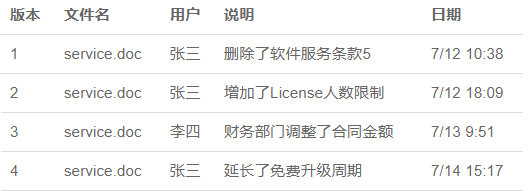 版本 文件名 用户 说明 日期
1 service.doc 张三 删除了软件服务条款5 7/12 10:38
2 service.doc 张三 增加了License人数限制 7/12 18:09
3 service.doc 李四 财务部门调整了合同金额 7/13 9:51
4 service.doc 张三 延长了免费升级周期 7/14 15:17